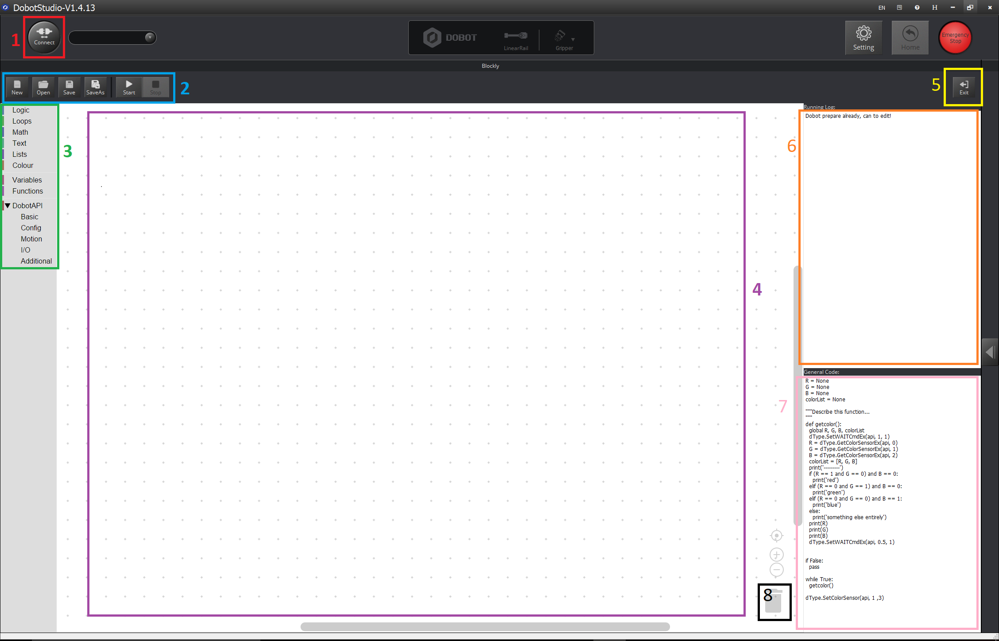 DobotStudio-V1.4.13
EN
H
1
Connect
DOBOT
LinearRail
Gripper
Setting
Home
Emergency
Stop
Blockly
New
Open
Save
SaveAs
Start
Stop
2
5
Exit
Logic
Loops
Math
Text
Lists
Colour
Variables
Functions
DobotAPI
Basic
Config
Motion
I/O
Additional
3
4
Running Log:
Dobot prepare already, can to edit!
6
General Code:
R = None
G = None
B = None
colorList = None
"""Describe this function...
"""
def getcolor():
  global R, G, B, colorList
  dType.SetWAITCmdEx(api, 1, 1)
  R = dType.GetColorSensorEx(api, 0)
  G = dType.GetColorSensorEx(api, 1)
  B = dType.GetColorSensorEx(api, 2)
  colorList = [R, G, B]
  print('---------')
  if (R == 1 and G == 0) and B == 0:
    print('red')
  elif (R == 0 and G == 1) and B == 0:
    print('green')
  elif (R == 0 and G == 0) and B == 1:
    print('blue')
  else:
    print('something else entirely')
  print(R)
  print(G)
  print(B)
  dType.SetWAITCmdEx(api, 0.5, 1)
if False:
  pass
while True:
  getcolor()
dType.SetColorSensor(api, 1 ,3)
7
8